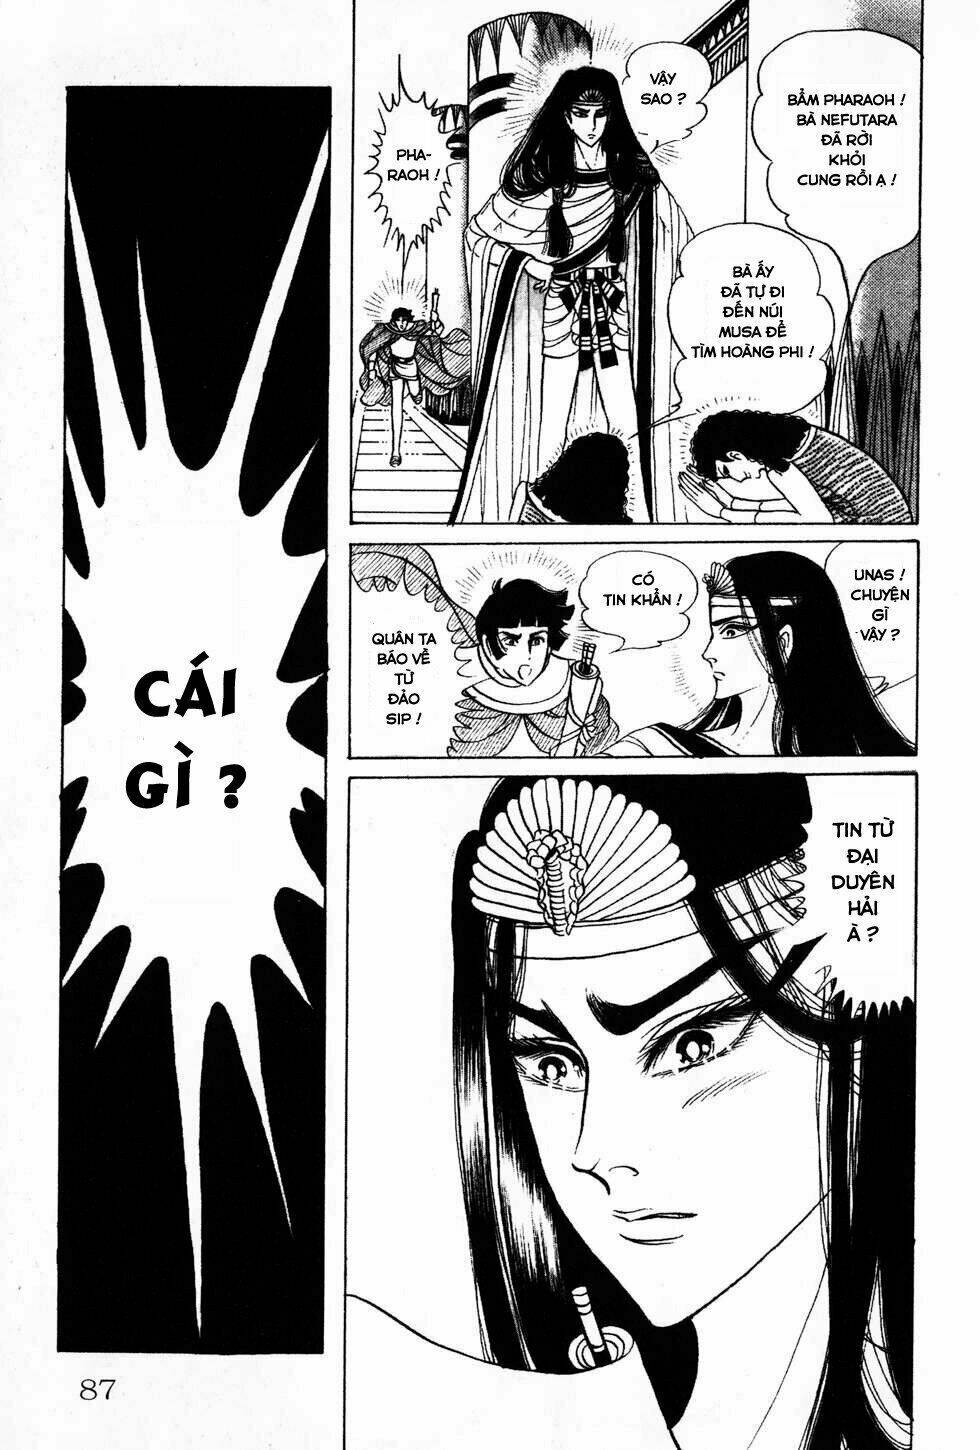 BẨM PHARAOH !
BÀ NEFUTARA
ĐÃ RỜI
KHỎI
CUNG RỒI Ạ !
VẬY
SAO ?
BÀ ẤY
ĐÃ TỰ ĐI
ĐẾN NÚI
MUSA ĐỂ
TÌM HOÀNG PHI !
PHA-
RAOH !
UNAS !
CHUYỆN
GÌ
VẬY ?
CÓ
TIN KHẨN !
QUÂN TA
BÁO VỀ
TỪ
ĐẢO
SIP !
TIN TỪ
ĐẠI
DUYÊN
HẢI
À ?
CÁI
GÌ ?
87